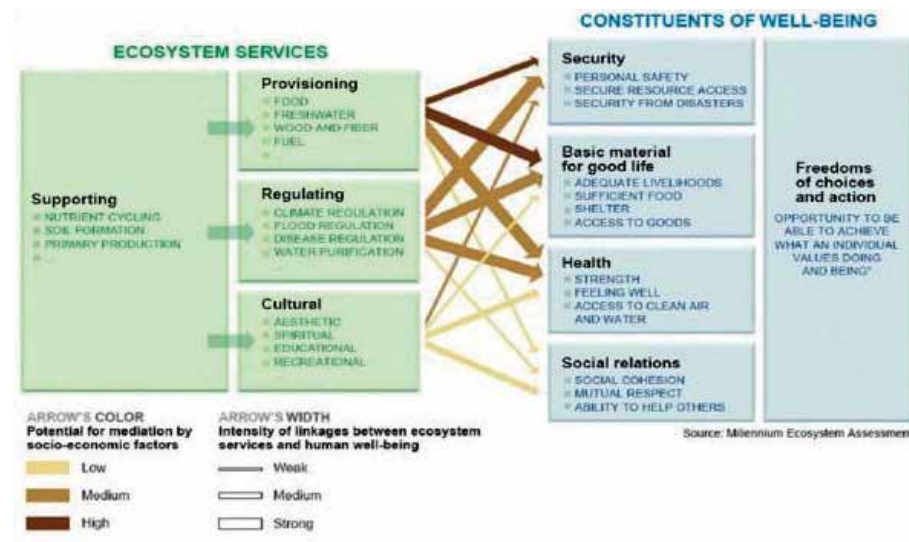 CONSTITUENTS OF WELL-BEING
ECOSYSTEM SERVICES
Supporting
NUTRIENT CYCLING
SOIL FORMATION
PRIMARY PRODUCTION
...
Provisioning
FOOD
FRESHWATER
WOOD AND FIBER
FUEL
...
Regulating
CLIMATE REGULATION
FLOOD REGULATION
DISEASE REGULATION
WATER PURIFICATION
...
Cultural
AESTHETIC
SPIRITUAL
EDUCATIONAL
RECREATIONAL
...
Security
PERSONAL SAFETY
SECURE RESOURCE ACCESS
SECURITY FROM DISASTERS
Basic material
for good life
ADEQUATE LIVELIHOODS
SUFFICIENT FOOD
SHELTER
ACCESS TO GOODS
Health
STRENGTH
FEELING WELL
ACCESS TO CLEAN AIR
AND WATER
Social relations
SOCIAL COHESION
MUTUAL RESPECT
ABILITY TO HELP OTHERS
Freedoms
of choices
and action
OPPORTUNITY TO BE
ABLE TO ACHIEVE
WHAT AN INDIVIDUAL
VALUES DOING
AND BEING"
Source: Millennium Ecosystem Assessment
ARROW'S COLOR
Potential for mediation by
socio-economic factors
Low
Medium
High
ARROW'S WIDTH
Intensity of linkages between ecosystem
services and human well-being
Weak
Medium
Strong